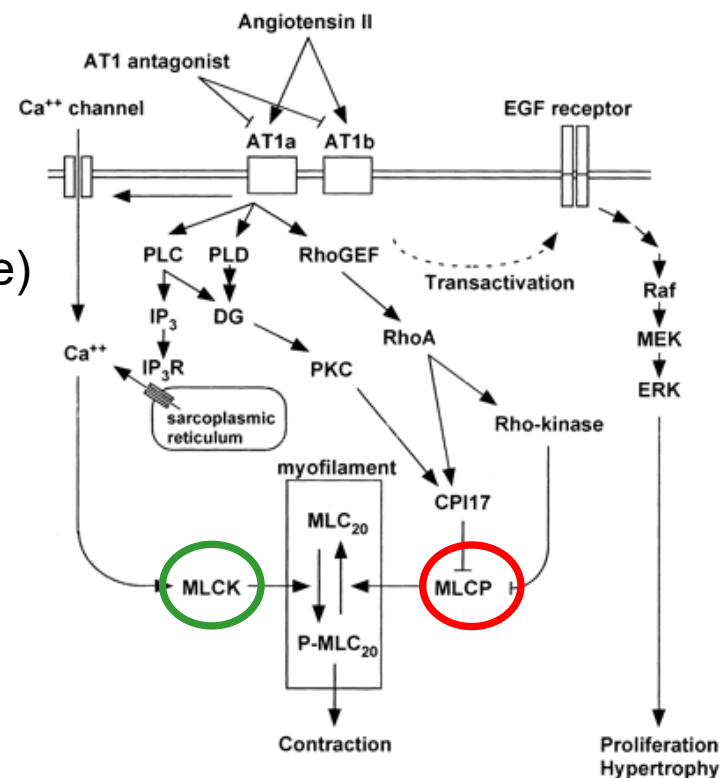 Angiotensin II
AT1 antagonist
Ca⁺⁺ channel
EGF receptor
AT1a AT1b
e)
PLC PLD RhoGEF
Transactivation
Raf
IP₃ DG
RhoA
MEK
Ca⁺⁺
IP₃R
PKC
ERK
sarcoplasmic
reticulum
Rho-kinase
myofilament
CPI17
MLC₂₀
MLCK
MLCP
P-MLC₂₀
Contraction
Proliferation
Hypertrophy